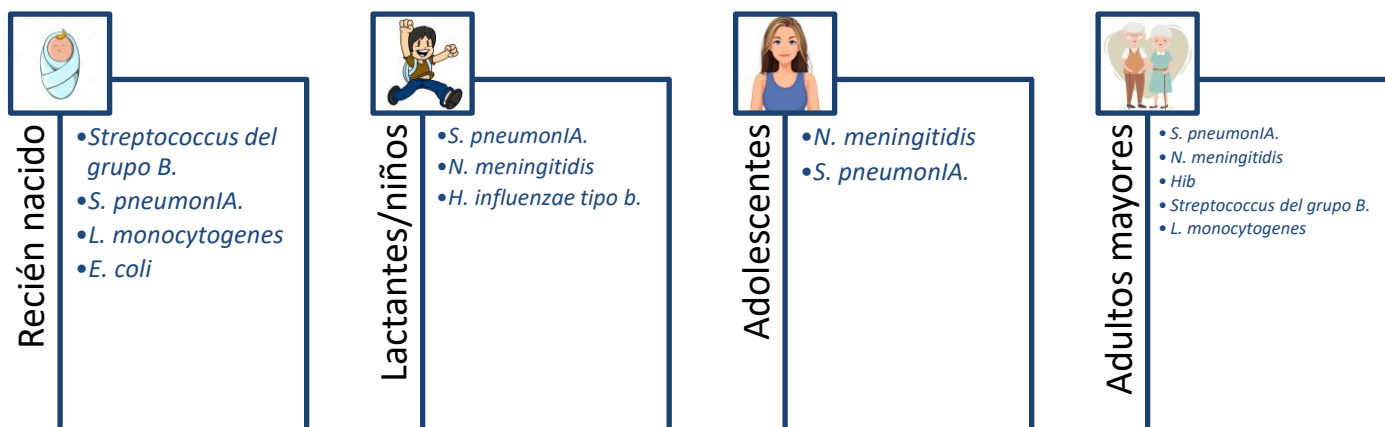 Recién nacido
•Streptococcus del
grupo B.
•S. pneumonIA.
•L. monocytogenes
•E. coli
Lactantes/niños
•S. pneumonIA.
•N. meningitidis
•H. influenzae tipo b.
Adolescentes
•N. meningitidis
•S. pneumonIA.
Adultos mayores
•S. pneumonIA.
•N. meningitidis
•Hib
•Streptococcus del grupo B.
•L. monocytogenes